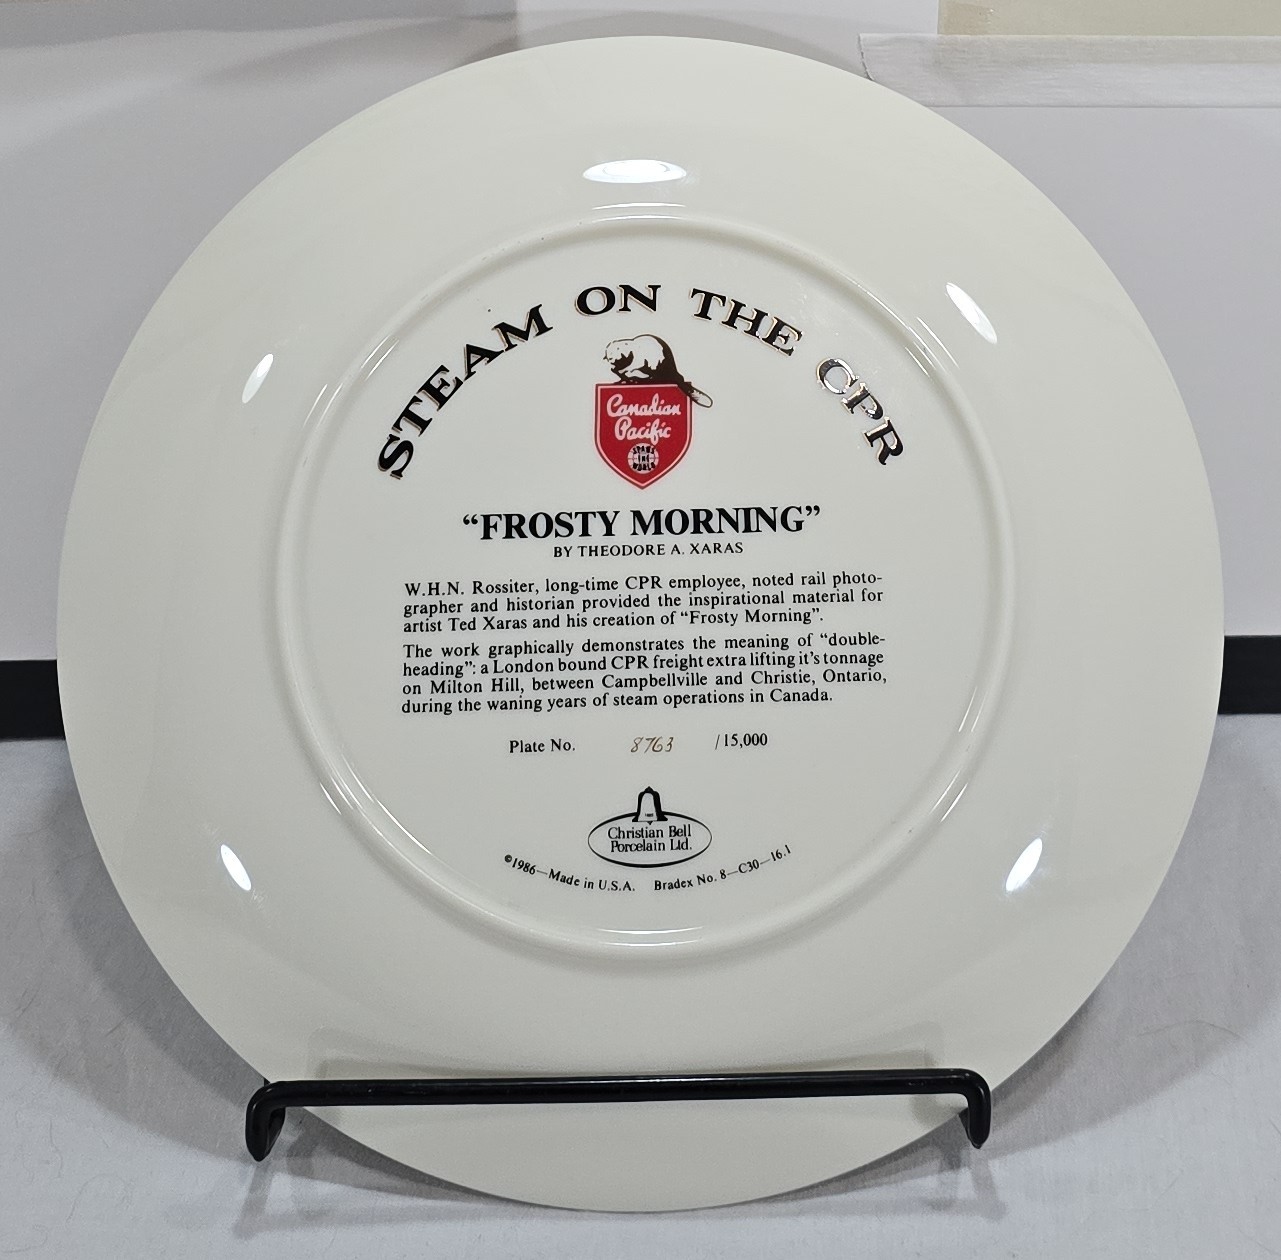 STEAM ON THE CPR
Canadian
Pacific
SPANS
THE
WORLD
“FROSTY MORNING”
BY THEODORE A. XARAS
W.H.N. Rossiter, long-time CPR employee, noted rail photo-
grapher and historian provided the inspirational material for
artist Ted Xaras and his creation of “Frosty Morning”.
The work graphically demonstrates the meaning of “double-
heading”: a London bound CPR freight extra lifting it’s tonnage
on Milton Hill, between Campbellville and Christie, Ontario,
during the waning years of steam operations in Canada.
Plate No. 8763 /15,000
Christian Bell
Porcelain Ltd.
©1986—Made in U.S.A. Bradex No. 8—C30—16.1